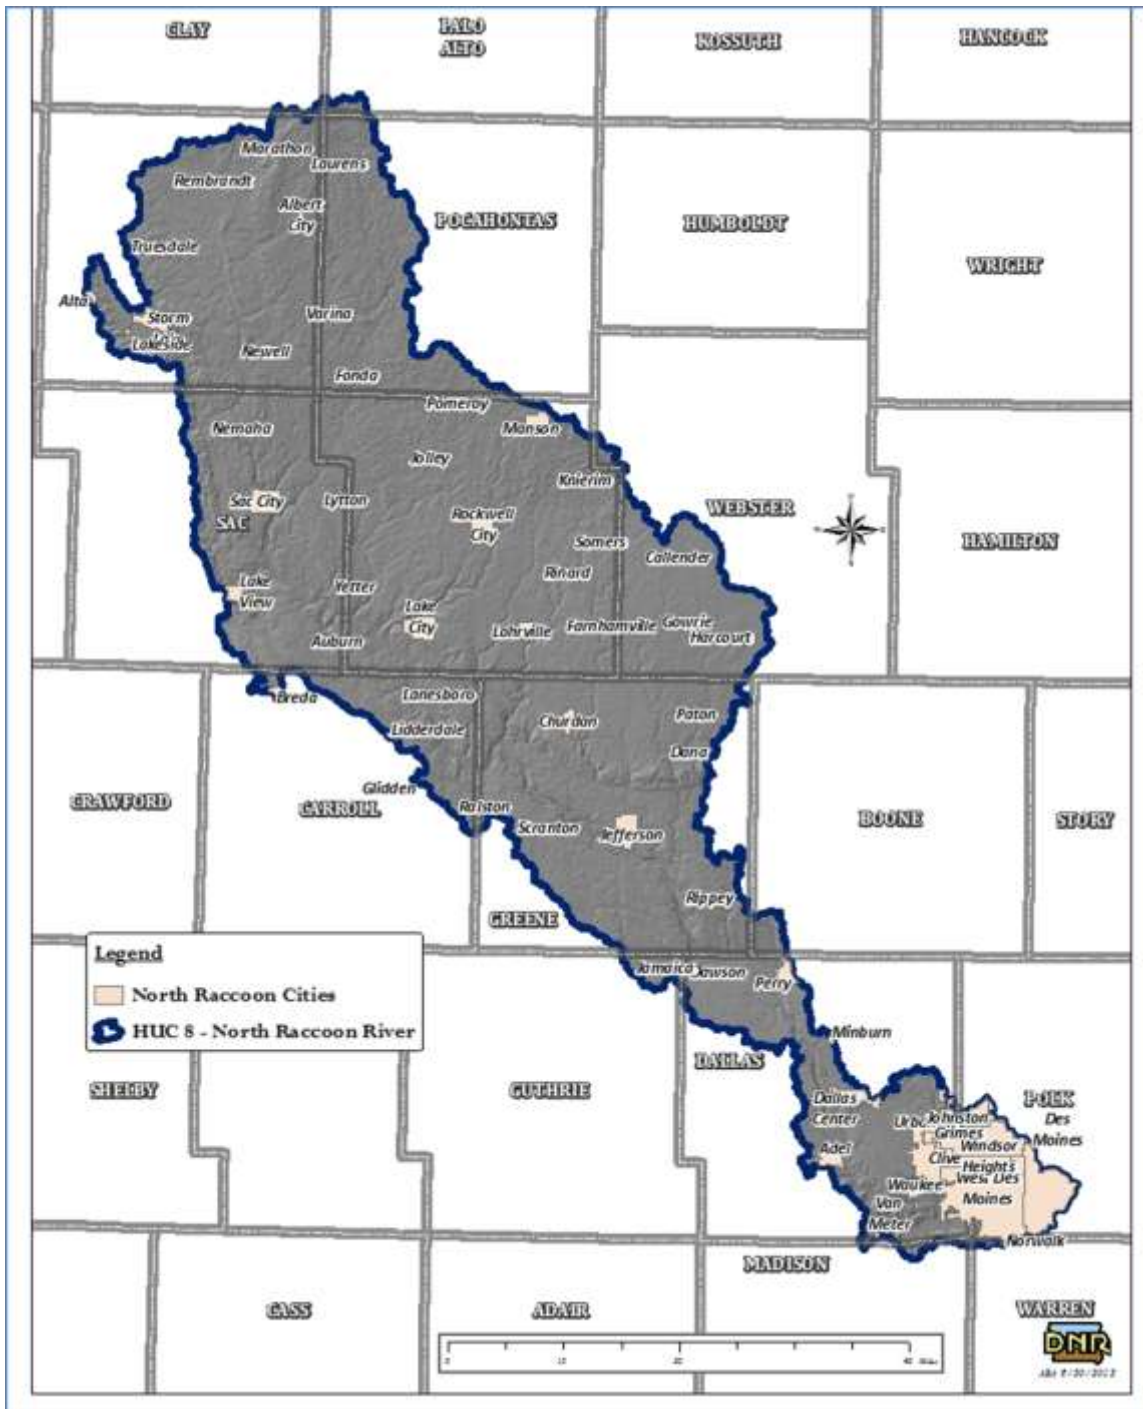 CLAY
PALO
ALTO
KOSSUTH
HANCOCK
Marathon
Laurens
Rembrandt
Albert
City
POCAHONTAS
HUMBOLDT
WRIGHT
Truesdale
Alta
Storm
Lakeside
Varina
Newell
Fonda
Pomeroy
Manson
Nemaha
Jolley
Knierim
Sac City
SAC
Lytton
Rockwell
City
WEBSTER
HAMILTON
Somers
Callender
Rinard
Lake
View
Yetter
Lake
City
Lohrville
Farnhamville
Gowrie
Harcourt
Auburn
Breda
Lanesboro
Lidderdale
Churdan
Paton
Dana
CRAWFORD
CARROLL
Glidden
Ralston
Scranton
Jefferson
BOONE
STORY
Rippey
GREENE
Legend
North Raccoon Cities
HUC 8 - North Raccoon River
Jamaica
Dawson
Perry
Minburn
DALLAS
SHELBY
GUTHRIE
Dallas
Center
Adel
POLK
Des
Moines
Johnston
Grimes
Windsor
Heights
Clive
West Des
Moines
Waukee
Van
Meter
Norwalk
MADISON
CASS
ADAIR
WARREN
0 10 20 40 Miles
DNR